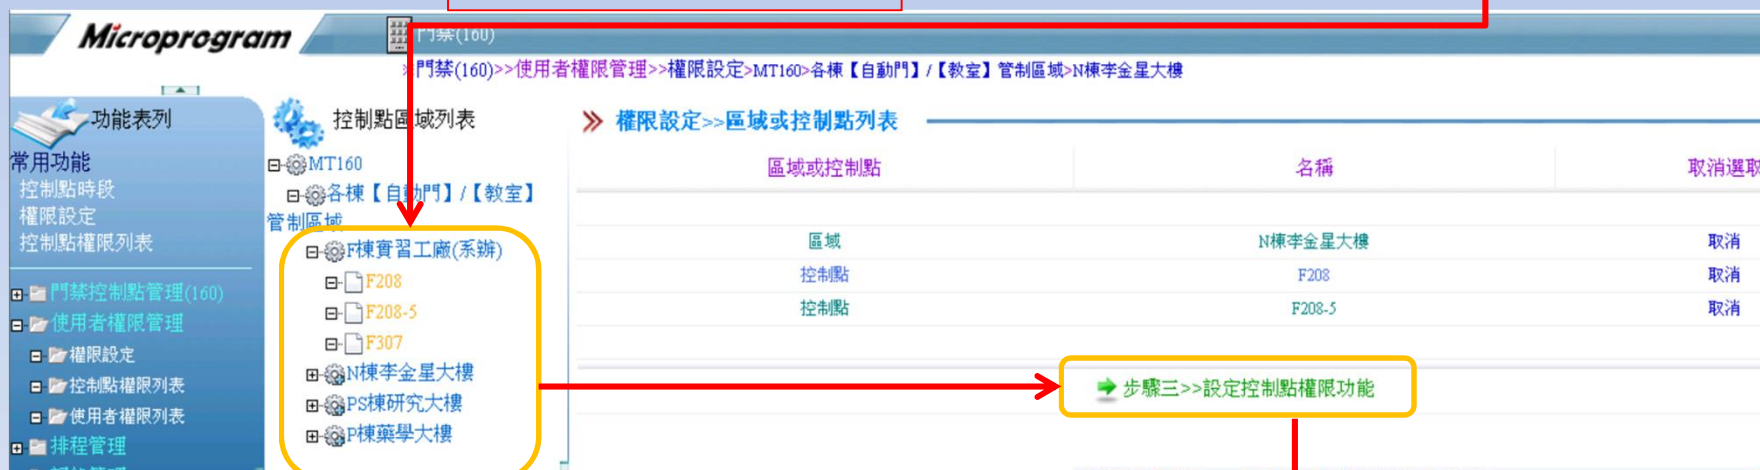 Microprogram
門禁(160)
門禁(160)>>使用者權限管理>>權限設定>MT160>各棟【自動門】/【教室】管制區域>N棟李金星大樓
功能表列
常用功能
控制點時段
權限設定
控制點權限列表
門禁控制點管理(160)
使用者權限管理
權限設定
控制點權限列表
使用者權限列表
排程管理
控制點區域列表
MT160
各棟【自動門】/【教室】
管制區域
F棟實習工廠(系辦)
F208
F208-5
F307
N棟李金星大樓
PS棟研究大樓
P棟藥學大樓
權限設定>>區域或控制點列表
區域或控制點 名稱 取消選取
區域 N棟李金星大樓 取消
控制點 F208 取消
控制點 F208-5 取消
步驟三>>設定控制點權限功能